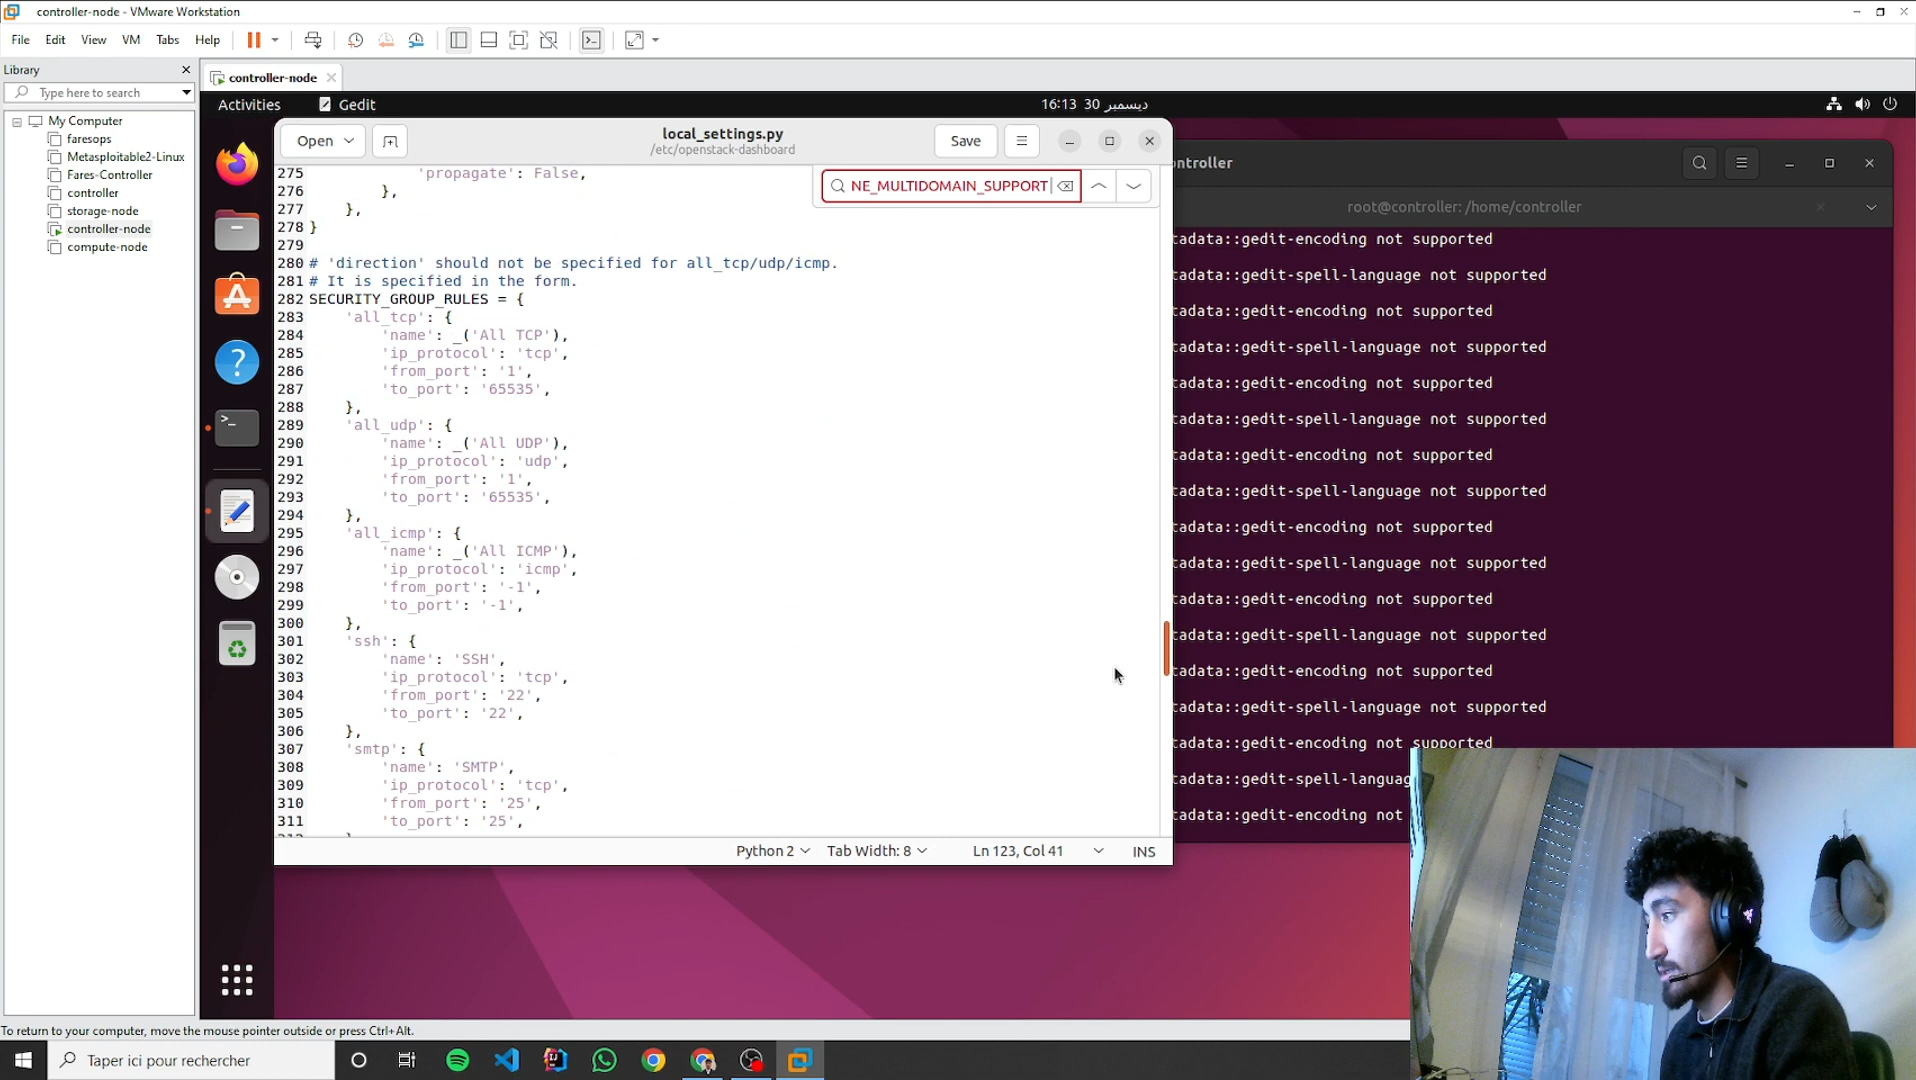 controller-node - VMware Workstation
File Edit View VM Tabs Help
Library
Type here to search
My Computer
faresops
Metasploitable2-Linux
Fares-Controller
controller
storage-node
controller-node
compute-node
controller-node
Activities Gedit 16:13 30 ديسمبر
Open local_settings.py Save
/etc/openstack-dashboard
NE_MULTIDOMAIN_SUPPORT
275 'propagate': False,
276 },
277 },
278 }
279
280 # 'direction' should not be specified for all_tcp/udp/icmp.
281 # It is specified in the form.
282 SECURITY_GROUP_RULES = {
283 'all_tcp': {
284 'name': _('All TCP'),
285 'ip_protocol': 'tcp',
286 'from_port': '1',
287 'to_port': '65535',
288 },
289 'all_udp': {
290 'name': _('All UDP'),
291 'ip_protocol': 'udp',
292 'from_port': '1',
293 'to_port': '65535',
294 },
295 'all_icmp': {
296 'name': _('All ICMP'),
297 'ip_protocol': 'icmp',
298 'from_port': '-1',
299 'to_port': '-1',
300 },
301 'ssh': {
302 'name': 'SSH',
303 'ip_protocol': 'tcp',
304 'from_port': '22',
305 'to_port': '22',
306 },
307 'smtp': {
308 'name': 'SMTP',
309 'ip_protocol': 'tcp',
310 'from_port': '25',
311 'to_port': '25',
Python 2 Tab Width: 8 Ln 123, Col 41 INS
ontroller
root@controller: /home/controller
tadata::gedit-encoding not supported
tadata::gedit-spell-language not supported
tadata::gedit-encoding not supported
tadata::gedit-spell-language not supported
tadata::gedit-encoding not supported
tadata::gedit-spell-language not supported
tadata::gedit-encoding not supported
tadata::gedit-spell-language not supported
tadata::gedit-encoding not supported
tadata::gedit-spell-language not supported
tadata::gedit-encoding not supported
tadata::gedit-spell-language not supported
tadata::gedit-encoding not supported
tadata::gedit-spell-language not supported
tadata::gedit-encoding not supported
tadata::gedit-spell-languag
tadata::gedit-encoding not
To return to your computer, move the mouse pointer outside or press Ctrl+Alt.
Taper ici pour rechercher